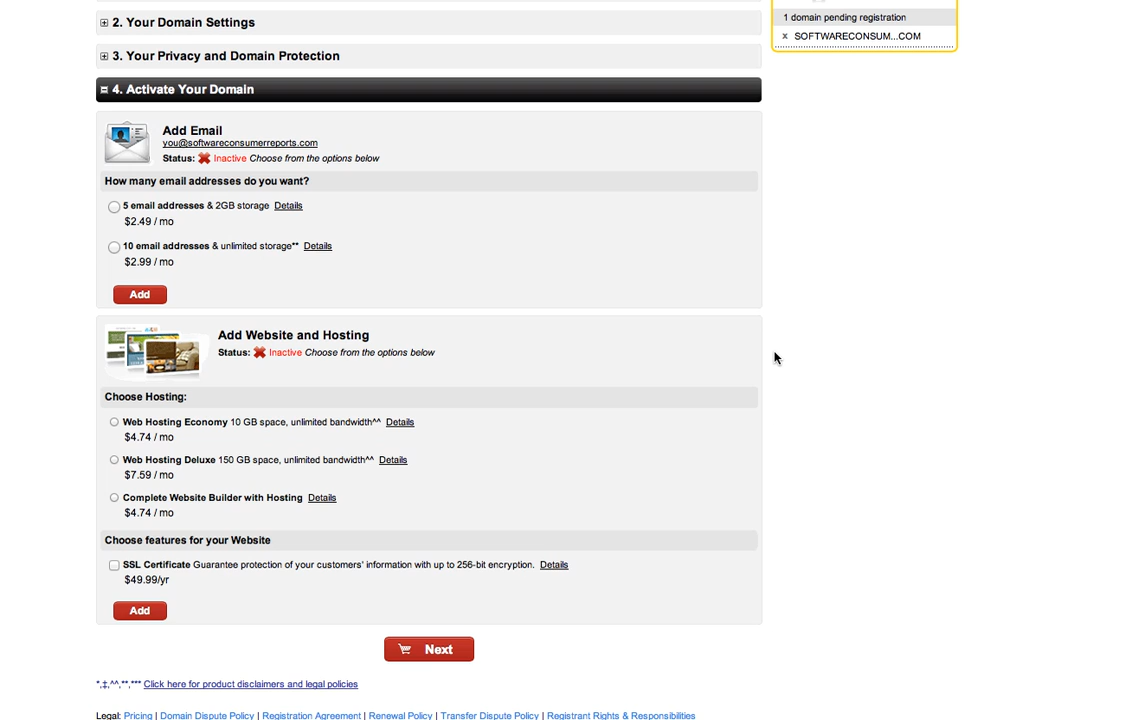 1 domain pending registration
x SOFTWARECONSUM...COM
2. Your Domain Settings
3. Your Privacy and Domain Protection
4. Activate Your Domain
Add Email
you@softwareconsumerreports.com
Status: Inactive Choose from the options below
How many email addresses do you want?
5 email addresses & 2GB storage Details
$2.49 / mo
10 email addresses & unlimited storage** Details
$2.99 / mo
Add
Add Website and Hosting
Status: Inactive Choose from the options below
Choose Hosting:
Web Hosting Economy 10 GB space, unlimited bandwidth^^ Details
$4.74 / mo
Web Hosting Deluxe 150 GB space, unlimited bandwidth^^ Details
$7.59 / mo
Complete Website Builder with Hosting Details
$4.74 / mo
Choose features for your Website
SSL Certificate Guarantee protection of your customers' information with up to 256-bit encryption. Details
$49.99/yr
Add
Next
*,‡,^^,**,*** Click here for product disclaimers and legal policies
Legal: Pricing | Domain Dispute Policy | Registration Agreement | Renewal Policy | Transfer Dispute Policy | Registrant Rights & Responsibilities